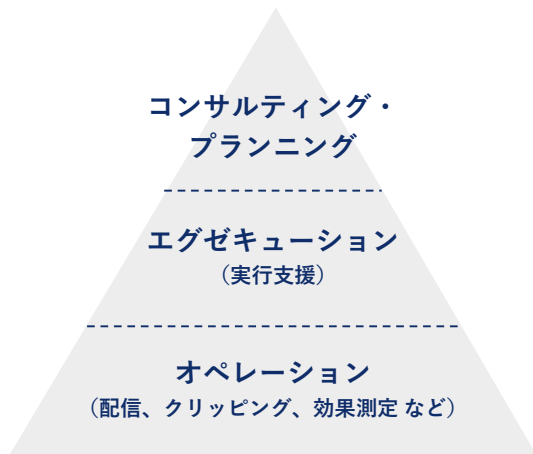 コンサルティング・
プランニング
エグゼキューション
（実行支援）
オペレーション
（配信、クリッピング、効果測定 など）